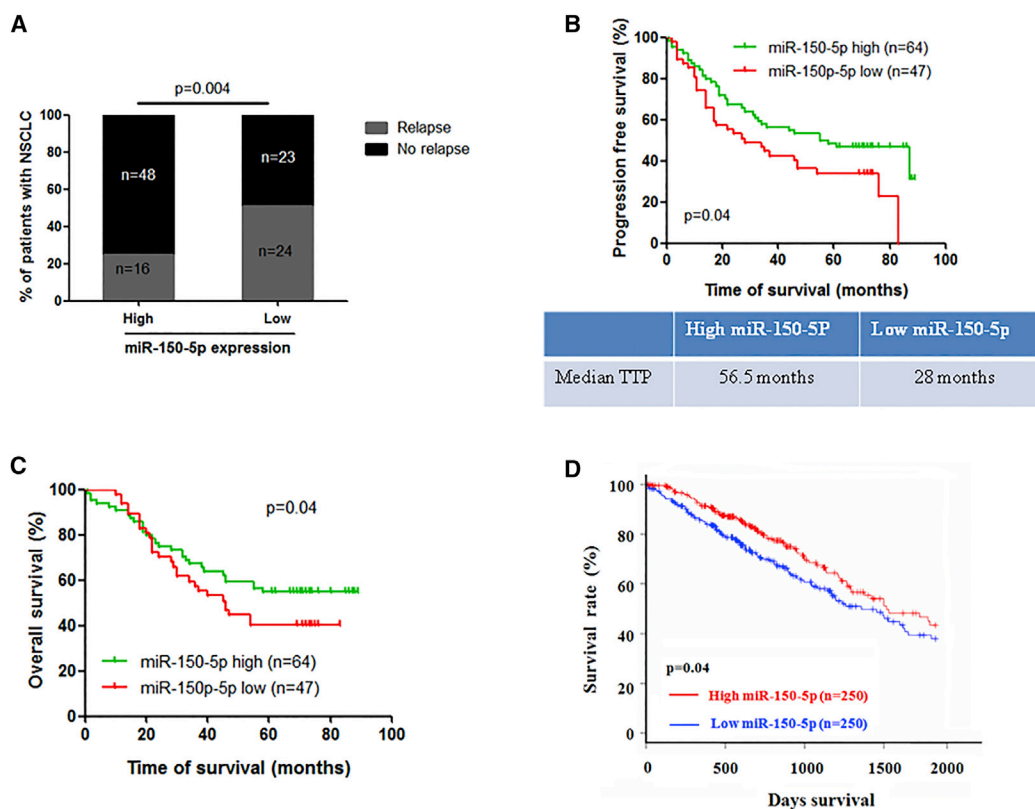 A
p=0.004
% of patients with NSCLC
100
80
60
40
20
0
n=48
n=16
n=23
n=24
High
Low
miR-150-5p expression
Relapse
No relapse
B
Progression free survival (%)
100
80
60
40
20
0
miR-150-5p high (n=64)
miR-150p-5p low (n=47)
p=0.04
0 20 40 60 80 100
Time of survival (months)
High miR-150-5P Low miR-150-5p
Median TTP 56.5 months 28 months
C
Overall survival (%)
100
80
60
40
20
0
p=0.04
miR-150-5p high (n=64)
miR-150p-5p low (n=47)
0 20 40 60 80 100
Time of survival (months)
D
Survival rate (%)
100
80
60
40
60
80
0
p=0.04
High miR-150-5p (n=250)
Low miR-150-5p (n=250)
0 500 1000 1500 2000
Days survival